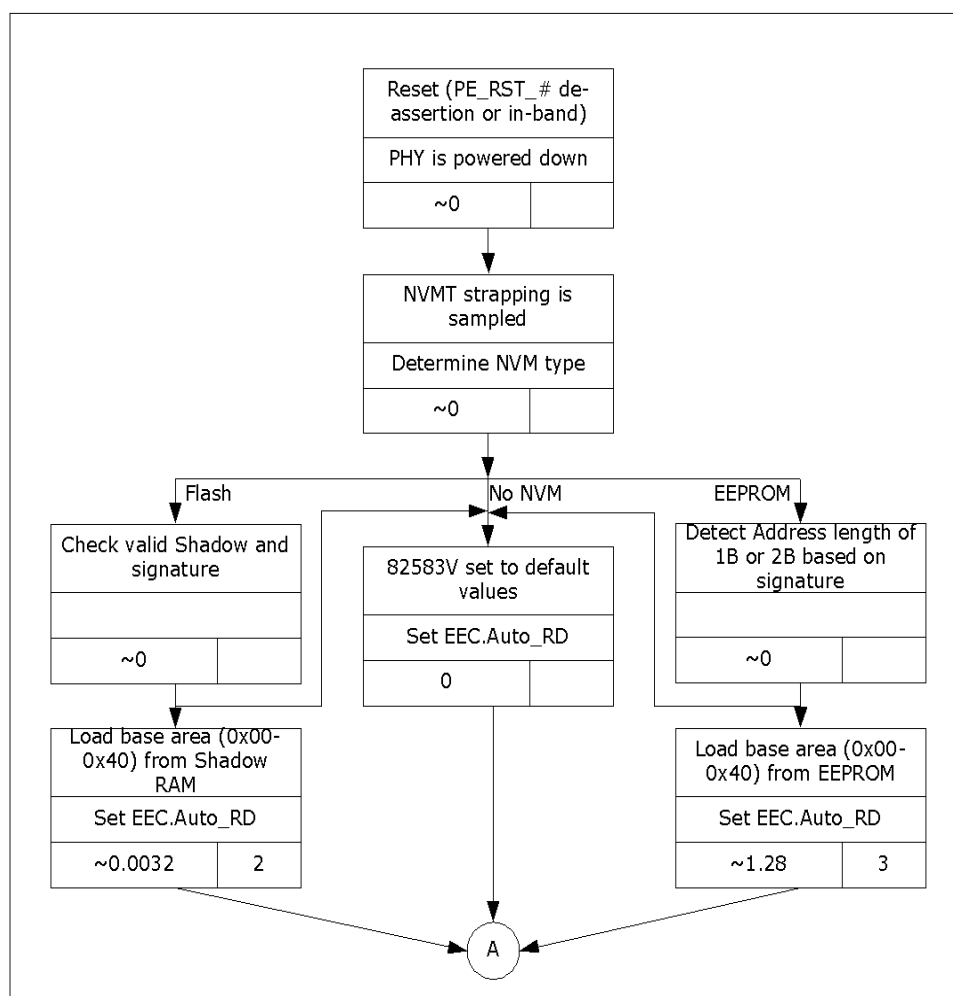 Reset (PE_RST_# de-
assertion or in-band)
PHY is powered down
~0
NVMT strapping is
sampled
Determine NVM type
~0
Flash
No NVM
EEPROM
Check valid Shadow and
signature
~0
82583V set to default
values
Set EEC.Auto_RD
0
Detect Address length of
1B or 2B based on
signature
~0
Load base area (0x00-
0x40) from Shadow
RAM
Set EEC.Auto_RD
~0.0032 2
Load base area (0x00-
0x40) from EEPROM
Set EEC.Auto_RD
~1.28 3
A